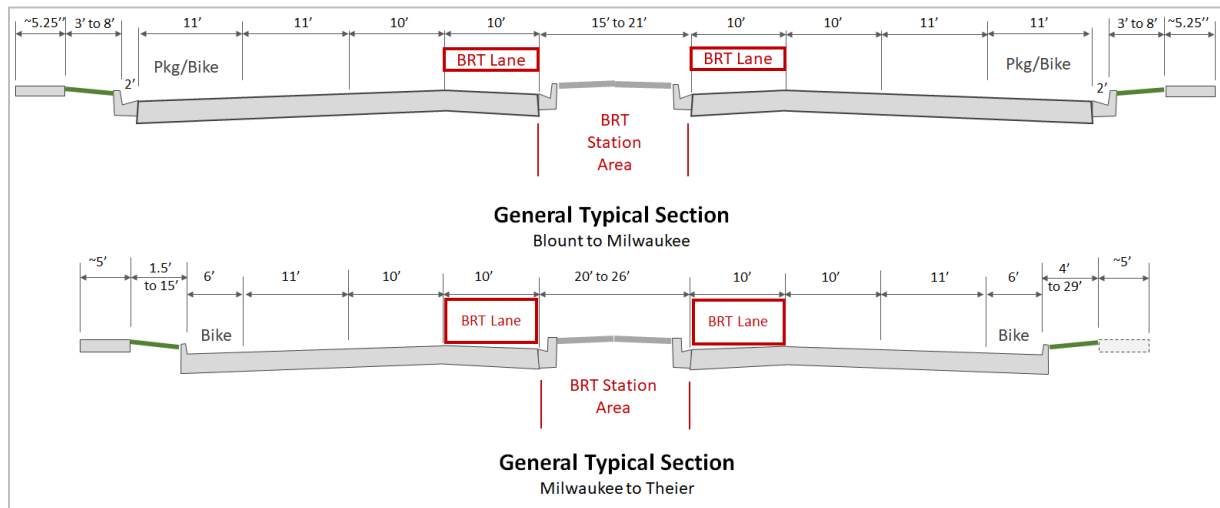 ~5.25’’ 3’ to 8’ 11’ 11’ 10’ 10’ 15’ to 21’ 10’ 10’ 11’ 11’ 3’ to 8’ ~5.25’’
BRT Lane BRT Lane
Pkg/Bike Pkg/Bike
2’ 2’
BRT
Station
Area
General Typical Section
Blount to Milwaukee
~5’ 1.5’ 6’ 11’ 10’ 10’ 20’ to 26’ 10’ 10’ 11’ 6’ 4’ ~5’
to 15’ to 29’
BRT Lane BRT Lane
Bike Bike
BRT Station
Area
General Typical Section
Milwaukee to Theier